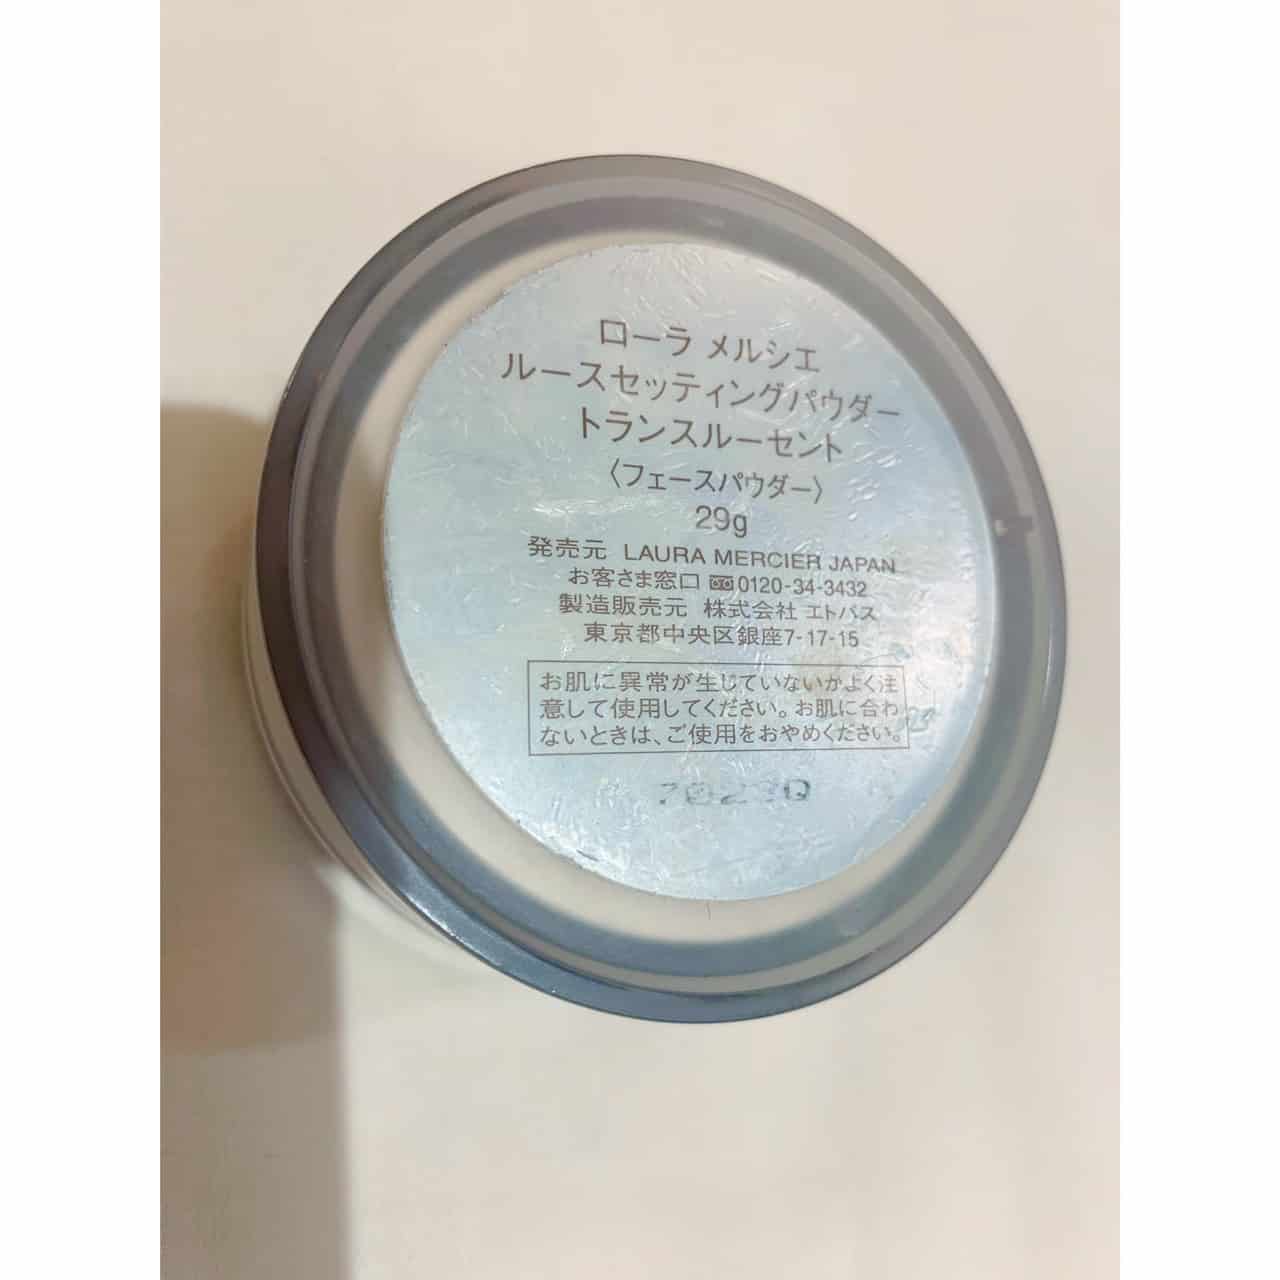 ローラ メルシエ
ルースセッティングパウダー
トランスルーセント
〈フェースパウダー〉
29g
発売元 LAURA MERCIER JAPAN
お客さま窓口 0120-34-3432
製造販売元 株式会社 エトバス
東京都中央区銀座7-17-15
お肌に異常が生じていないかよく注
意して使用してください。お肌に合わ
ないときは、ご使用をおやめください。